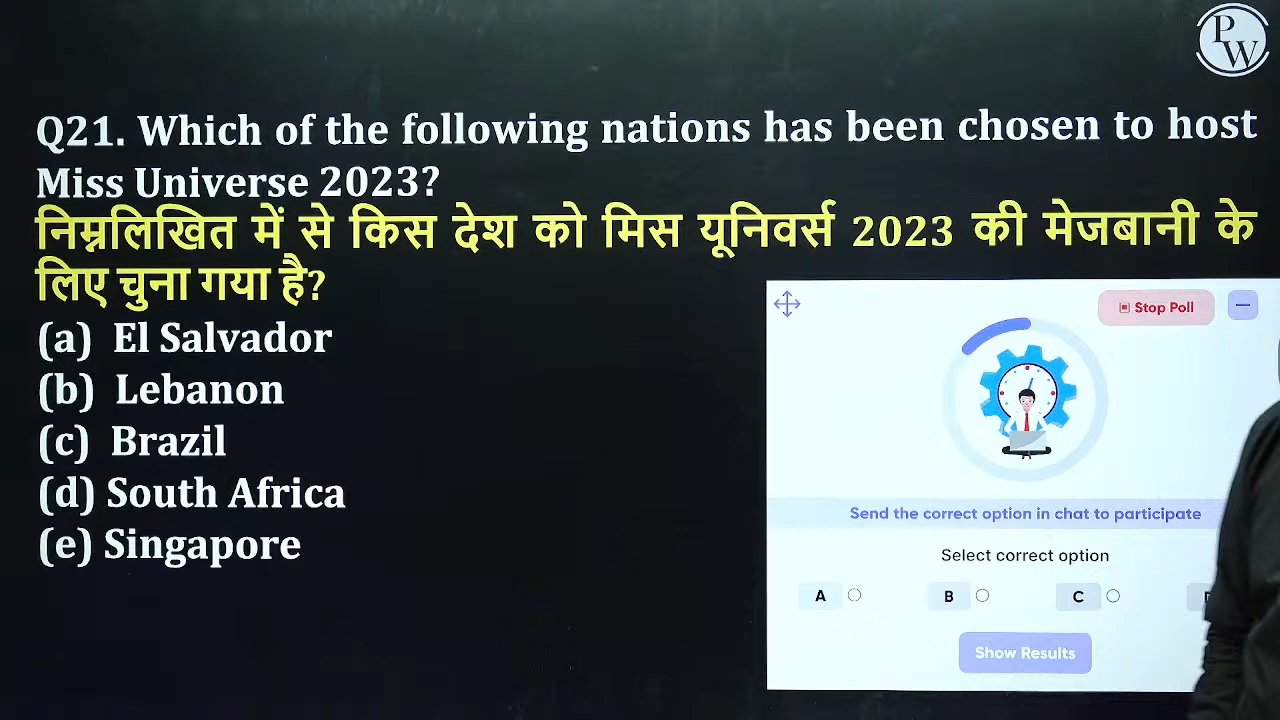 PW
Q21. Which of the following nations has been chosen to host
Miss Universe 2023?
निम्नलिखित में से किस देश को मिस यूनिवर्स 2023 की मेजबानी के
लिए चुना गया है?
(a) El Salvador
(b) Lebanon
(c) Brazil
(d) South Africa
(e) Singapore
Stop Poll
Send the correct option in chat to participate
Select correct option
A B C
Show Results